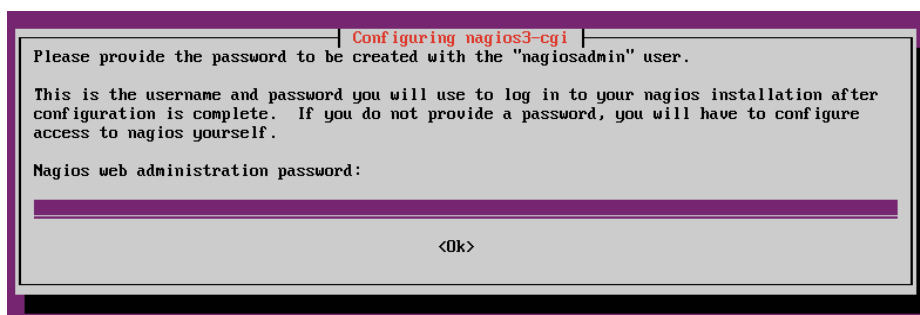 Configuring nagios3-cgi
Please provide the password to be created with the "nagiosadmin" user.
This is the username and password you will use to log in to your nagios installation after
configuration is complete.  If you do not provide a password, you will have to configure
access to nagios yourself.
Nagios web administration password:
<Ok>